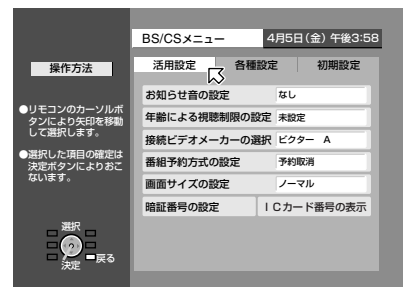 BS/CSメニュー
4月5日(金) 午後3:58
操作方法
活用設定 各種設定 初期設定
●リモコンのカーソルボ
タンにより矢印を移動
して選択します。
●選択した項目の確定は
決定ボタンによりおこ
ないます。
お知らせ音の設定 なし
年齢による視聴制限の設定 未設定
接続ビデオメーカーの選択 ビクター A
番組予約方式の設定 予約取消
画面サイズの設定 ノーマル
暗証番号の設定 ICカード番号の表示
選択
?
戻る
決定